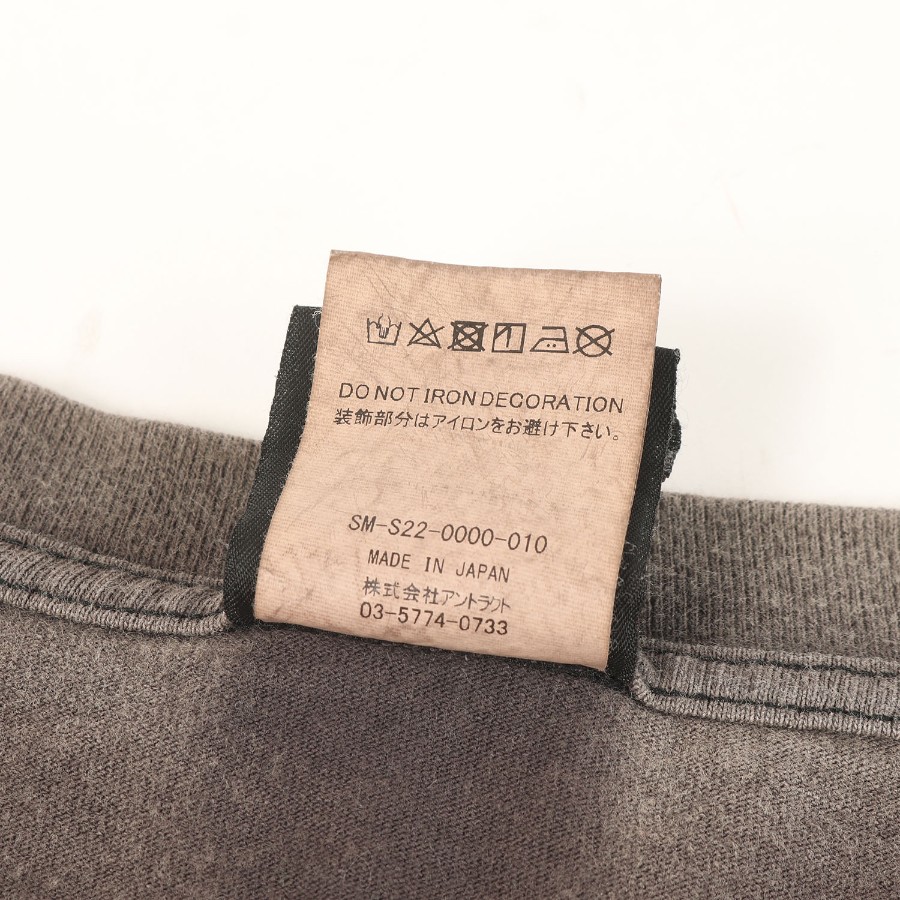 DO NOT IRON DECORATION
装飾部分はアイロンをお避け下さい。
SM-S22-0000-010
MADE IN JAPAN
株式会社アントラクト
03-5774-0733